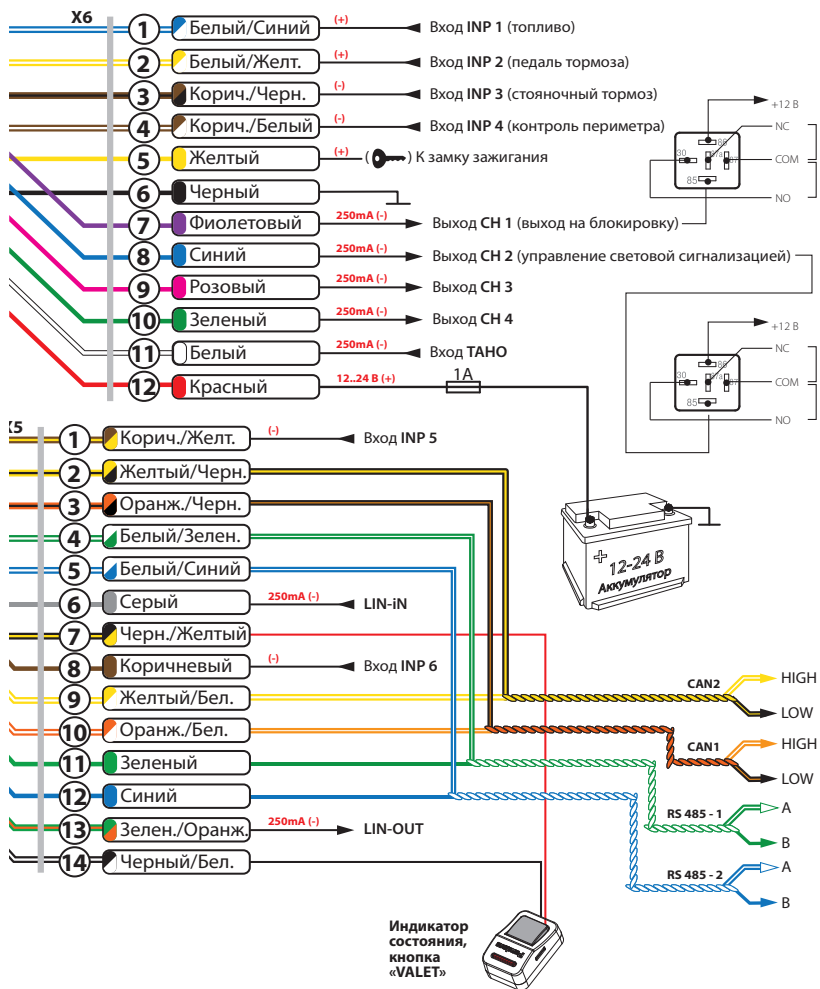 X6
1 Белый/Синий (+) Вход INP 1 (топливо)
2 Белый/Желт. (+) Вход INP 2 (педаль тормоза)
3 Корич./Черн. (-) Вход INP 3 (стояночный тормоз)
4 Корич./Белый (-) Вход INP 4 (контроль периметра)
5 Желтый (+) ( ) К замку зажигания
6 Черный
7 Фиолетовый 250mA (-) Выход CH 1 (выход на блокировку)
8 Синий 250mA (-) Выход CH 2 (управление световой сигнализацией)
9 Розовый 250mA (-) Выход CH 3
10 Зеленый 250mA (-) Выход CH 4
11 Белый 250mA (-) Вход TAHO
12 Красный 12..24 В (+) 1A
+12 В
NC
COM
NO
86
30 87a 87
85
+12 В
NC
COM
NO
86
30 87a 87
85
+ 12-24 В
Аккумулятор
X5
1 Корич./Желт. (-) Вход INP 5
2 Желтый/Черн.
3 Оранж./Черн.
4 Белый/Зелен.
5 Белый/Синий
6 Серый 250mA (-) LIN-iN
7 Черн./Желтый
8 Коричневый (-) Вход INP 6
9 Желтый/Бел.
10 Оранж./Бел.
11 Зеленый
12 Синий
13 Зелен./Оранж. 250mA (-) LIN-OUT
14 Черный/Бел.
CAN2 HIGH
LOW
CAN1 HIGH
LOW
RS 485 - 1 A
B
RS 485 - 2 A
B
Индикатор
состояния,
кнопка
«VALET»